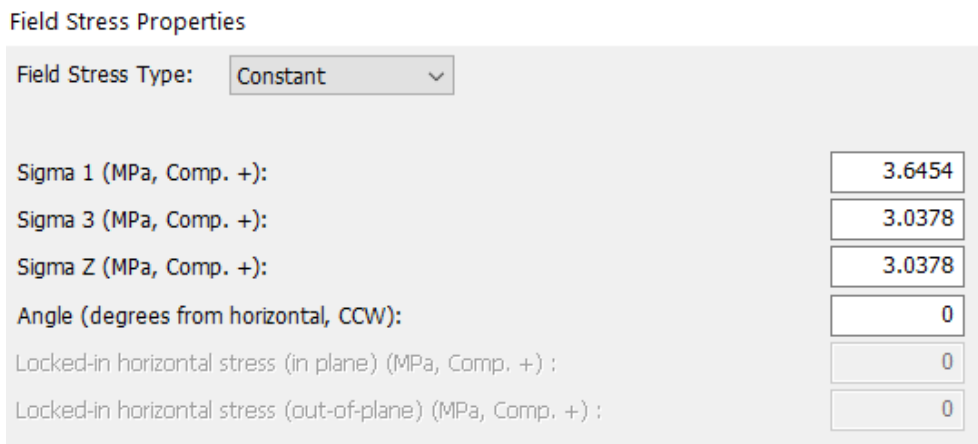 Field Stress Properties
Field Stress Type: Constant
Sigma 1 (MPa, Comp. +): 3.6454
Sigma 3 (MPa, Comp. +): 3.0378
Sigma Z (MPa, Comp. +): 3.0378
Angle (degrees from horizontal, CCW): 0
Locked-in horizontal stress (in plane) (MPa, Comp. +) : 0
Locked-in horizontal stress (out-of-plane) (MPa, Comp. +) : 0